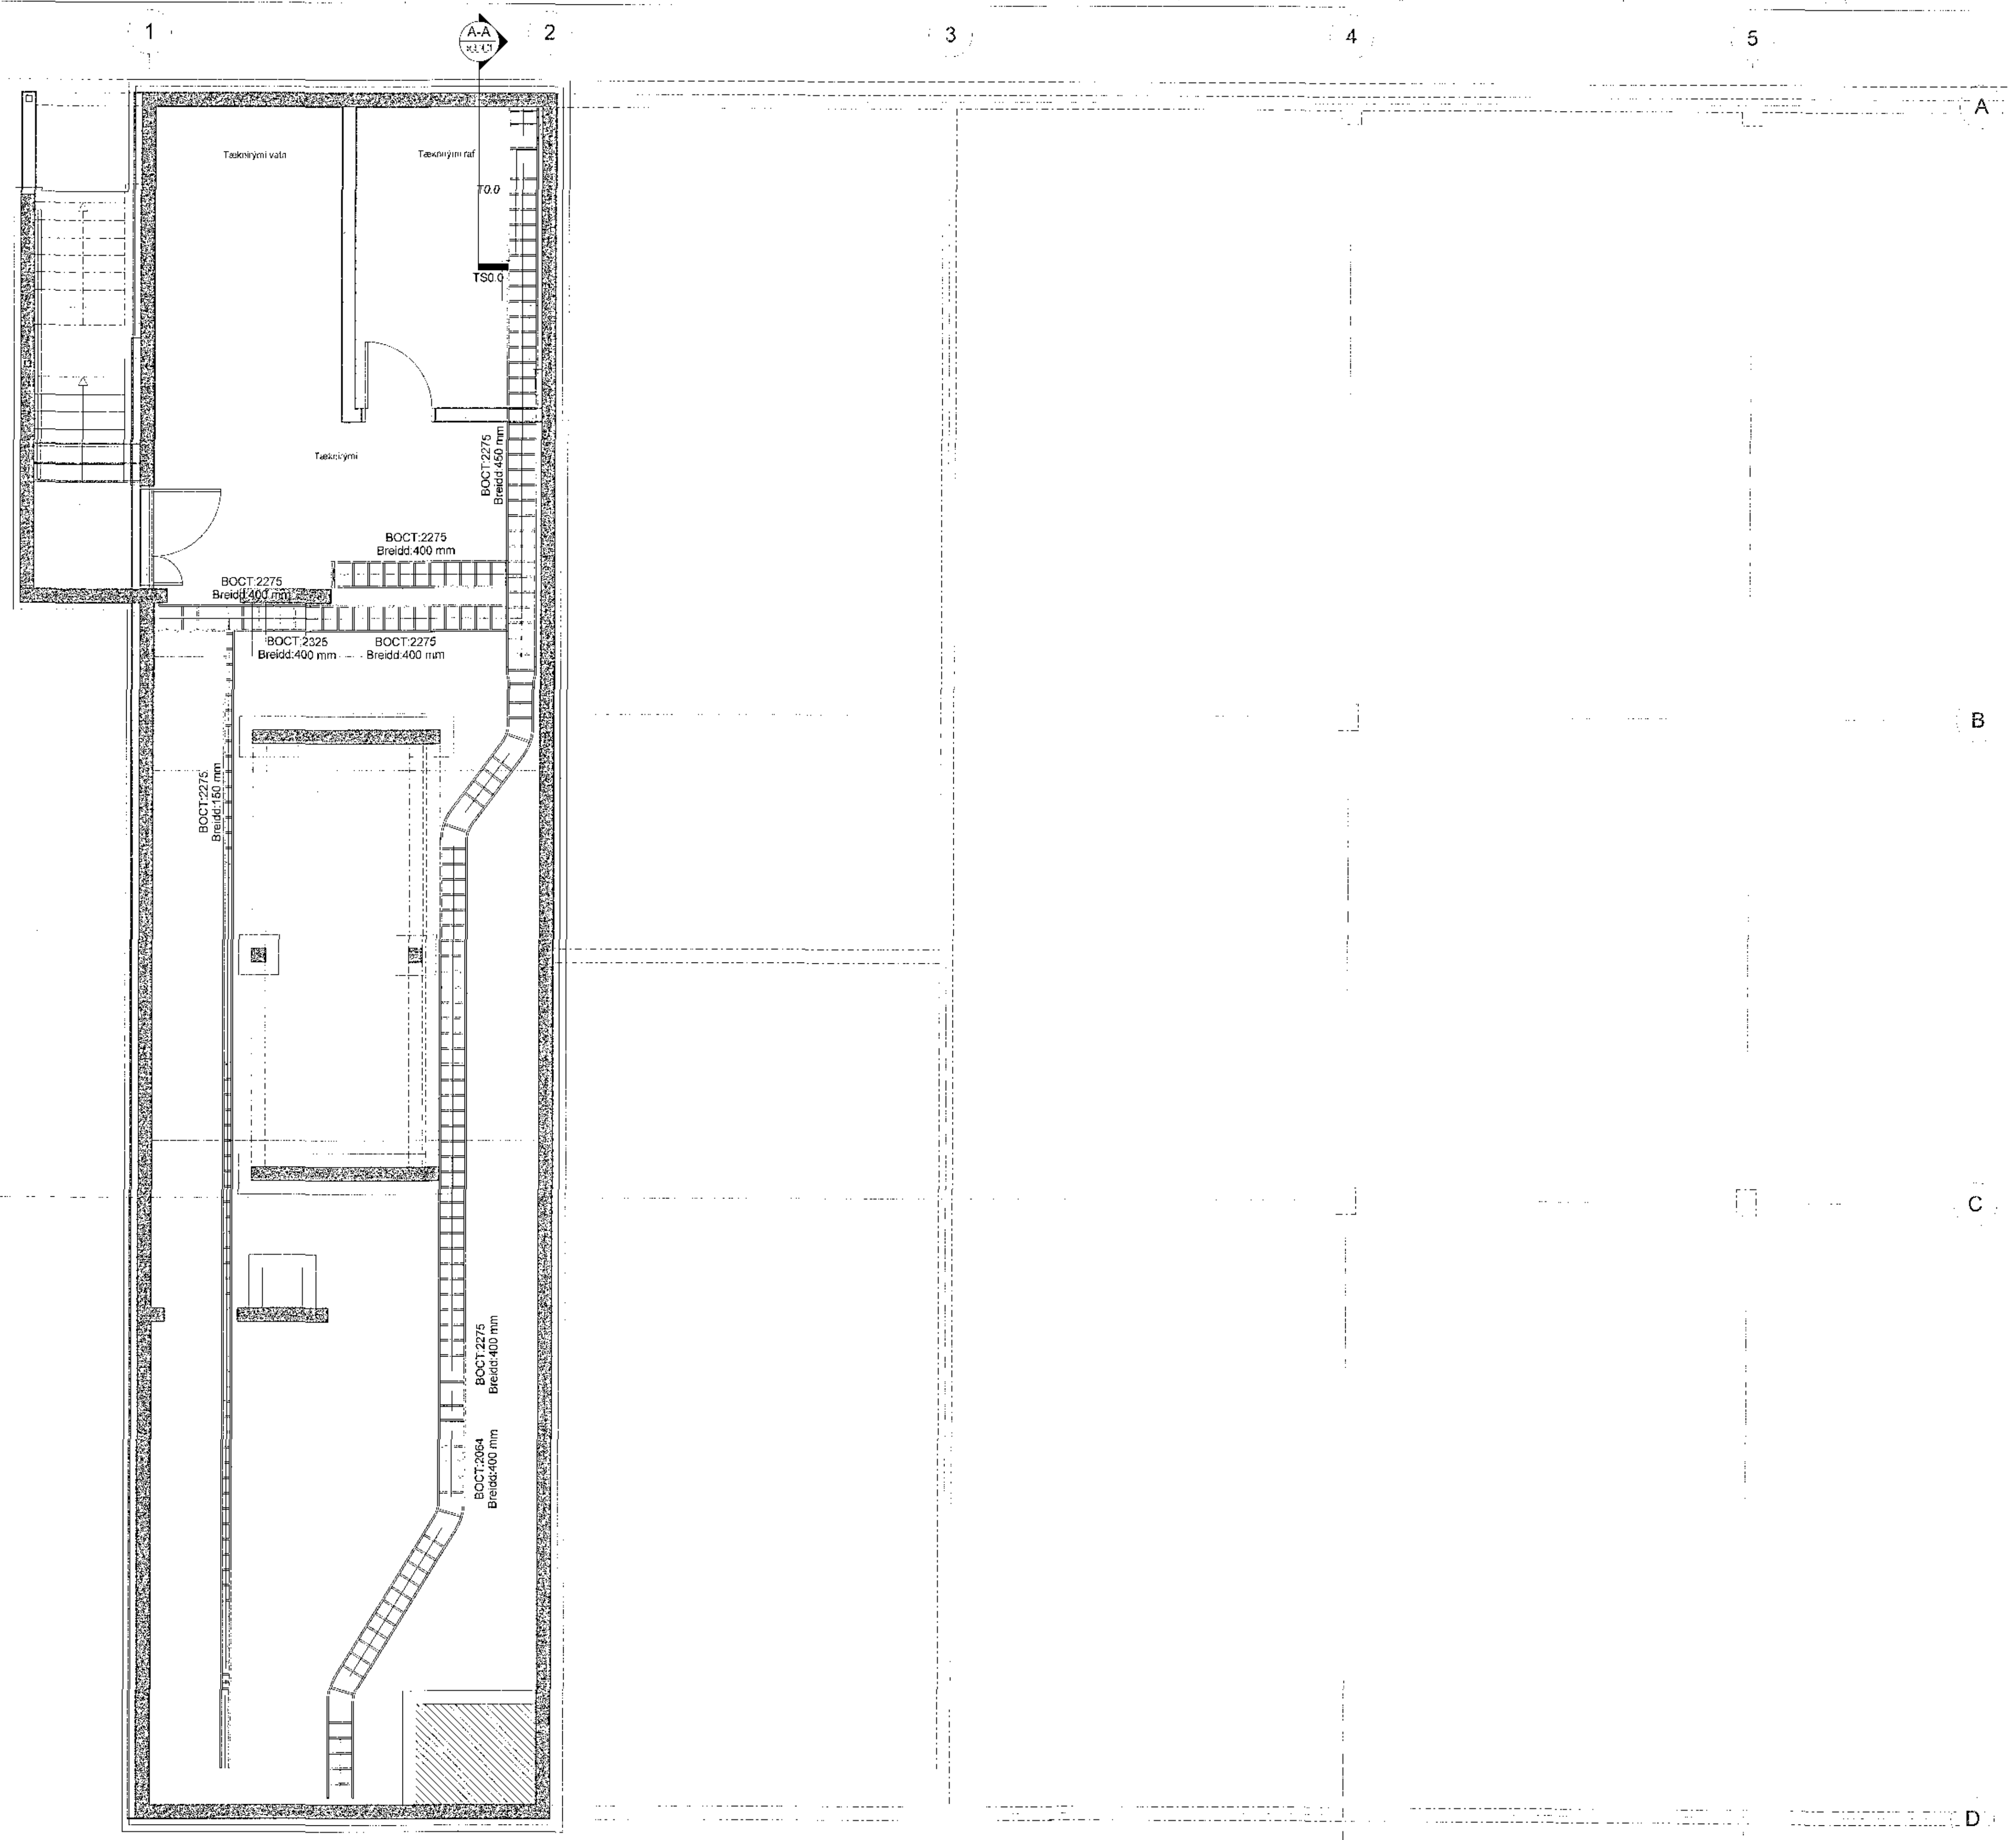 1
A-A
2
3
4
5
A
Tæknirými vatn
Tæknirými raf
T0.0
TS0.0
BOCT:2275
Breidd:450 mm
Tæknirými
BOCT:2275
Breidd:400 mm
BOCT:2275
Breidd:400 mm
BOCT:2325
Breidd:400 mm
BOCT:2275
Breidd:400 mm
B
BOCT:2275
Breidd:150 mm
C
BOCT:2275
Breidd:400 mm
BOCT:2064
Breidd:400 mm
D